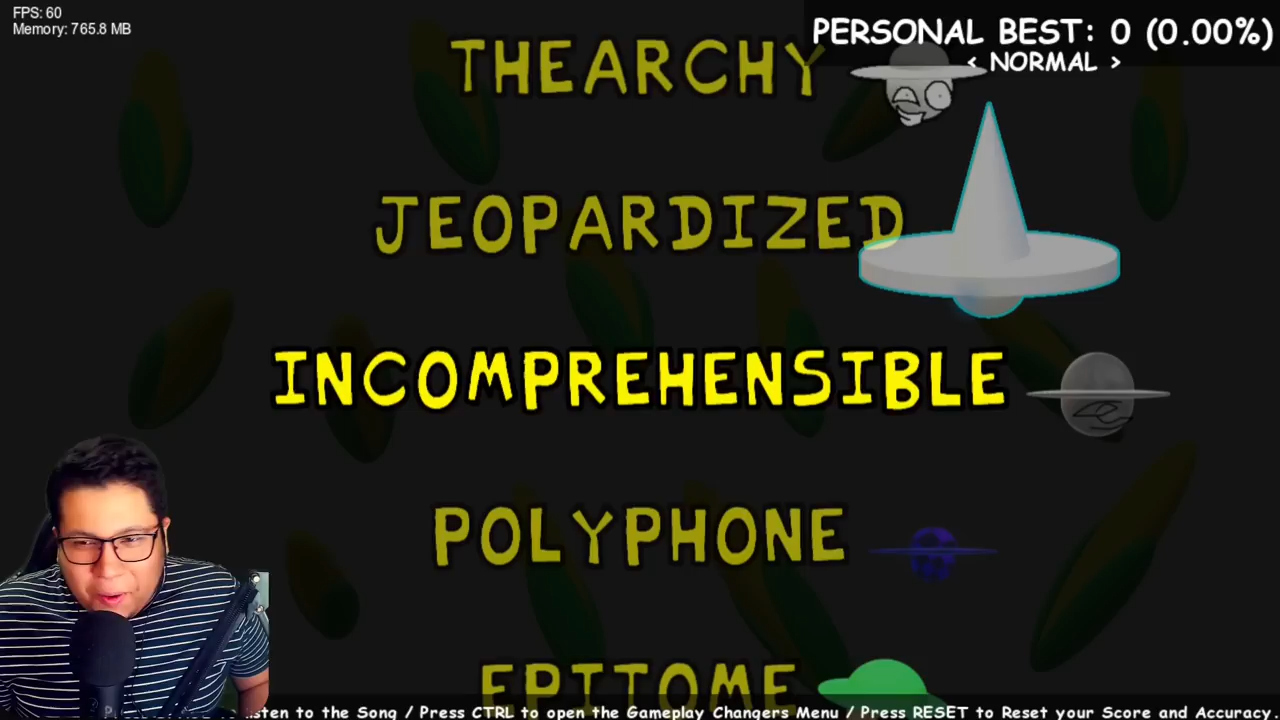 FPS: 60
Memory: 765.8 MB
PERSONAL BEST: 0 (0.00%)
< NORMAL >
THEARCHY
JEOPARDIZED
INCOMPREHENSIBLE
POLYPHONE
EPITOME
to the Song / Press CTRL to open the Gameplay Changers Menu / Press RESET to Reset your Score and Accuracy.